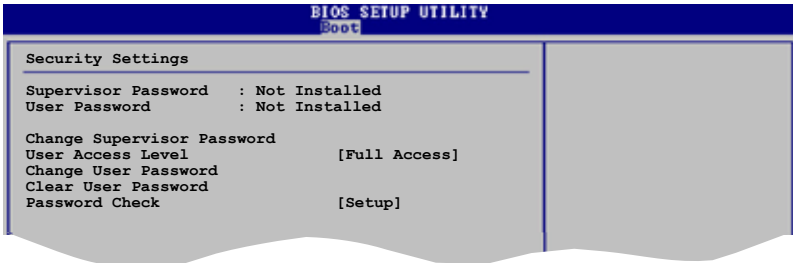 BIOS SETUP UTILITY
Boot
Security Settings
Supervisor Password : Not Installed
User Password : Not Installed
Change Supervisor Password
User Access Level [Full Access]
Change User Password
Clear User Password
Password Check [Setup]